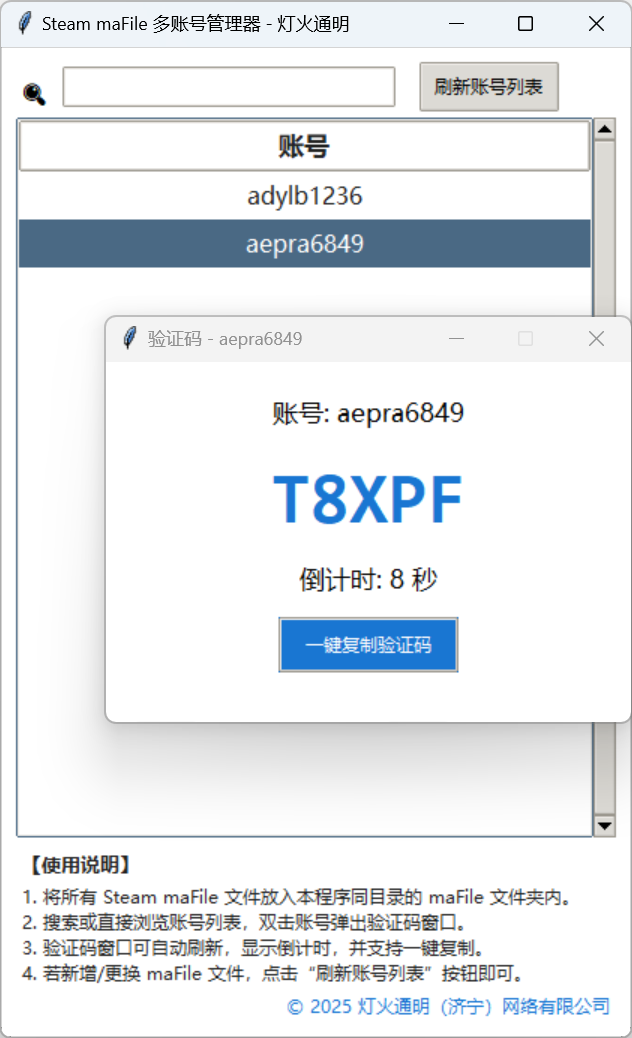 Steam maFile 多账号管理器 - 灯火通明
刷新账号列表
账号
adylb1236
aepra6849
验证码 - aepra6849
账号: aepra6849
T8XPF
倒计时: 8 秒
一键复制验证码
【使用说明】
1. 将所有 Steam maFile 文件放入本程序同目录的 maFile 文件夹内。
2. 搜索或直接浏览账号列表，双击账号弹出验证码窗口。
3. 验证码窗口可自动刷新，显示倒计时，并支持一键复制。
4. 若新增/更换 maFile 文件，点击“刷新账号列表”按钮即可。
© 2025 灯火通明（济宁）网络有限公司